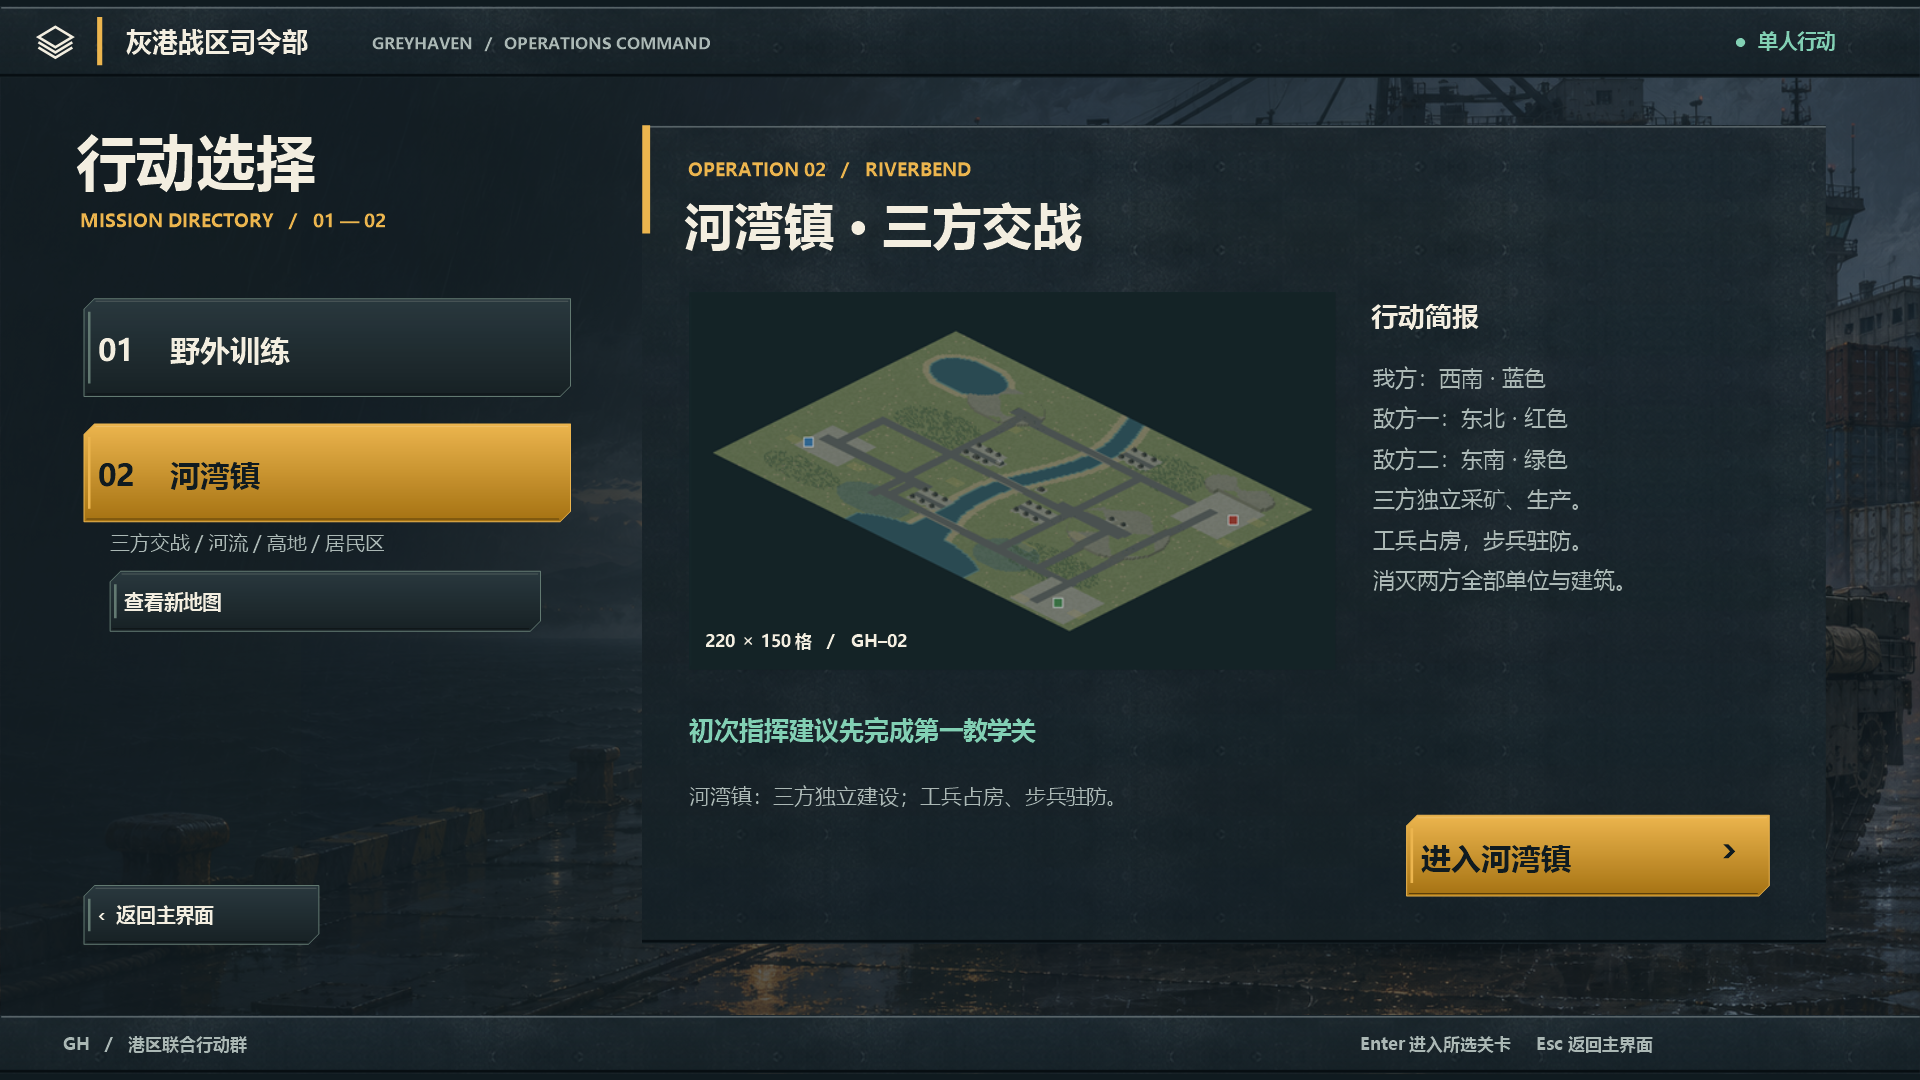 灰港战区司令部
GREYHAVEN / OPERATIONS COMMAND
单人行动
行动选择
MISSION DIRECTORY / 01 — 02
01 野外训练
02 河湾镇
三方交战 / 河流 / 高地 / 居民区
查看新地图
‹ 返回主界面
OPERATION 02 / RIVERBEND
河湾镇 • 三方交战
220 × 150 格 / GH–02
行动简报
我方：西南 · 蓝色
敌方一：东北 · 红色
敌方二：东南 · 绿色
三方独立采矿、生产。
工兵占房，步兵驻防。
消灭两方全部单位与建筑。
初次指挥建议先完成第一教学关
河湾镇：三方独立建设；工兵占房、步兵驻防。
进入河湾镇 ›
GH / 港区联合行动群
Enter 进入所选关卡 Esc 返回主界面